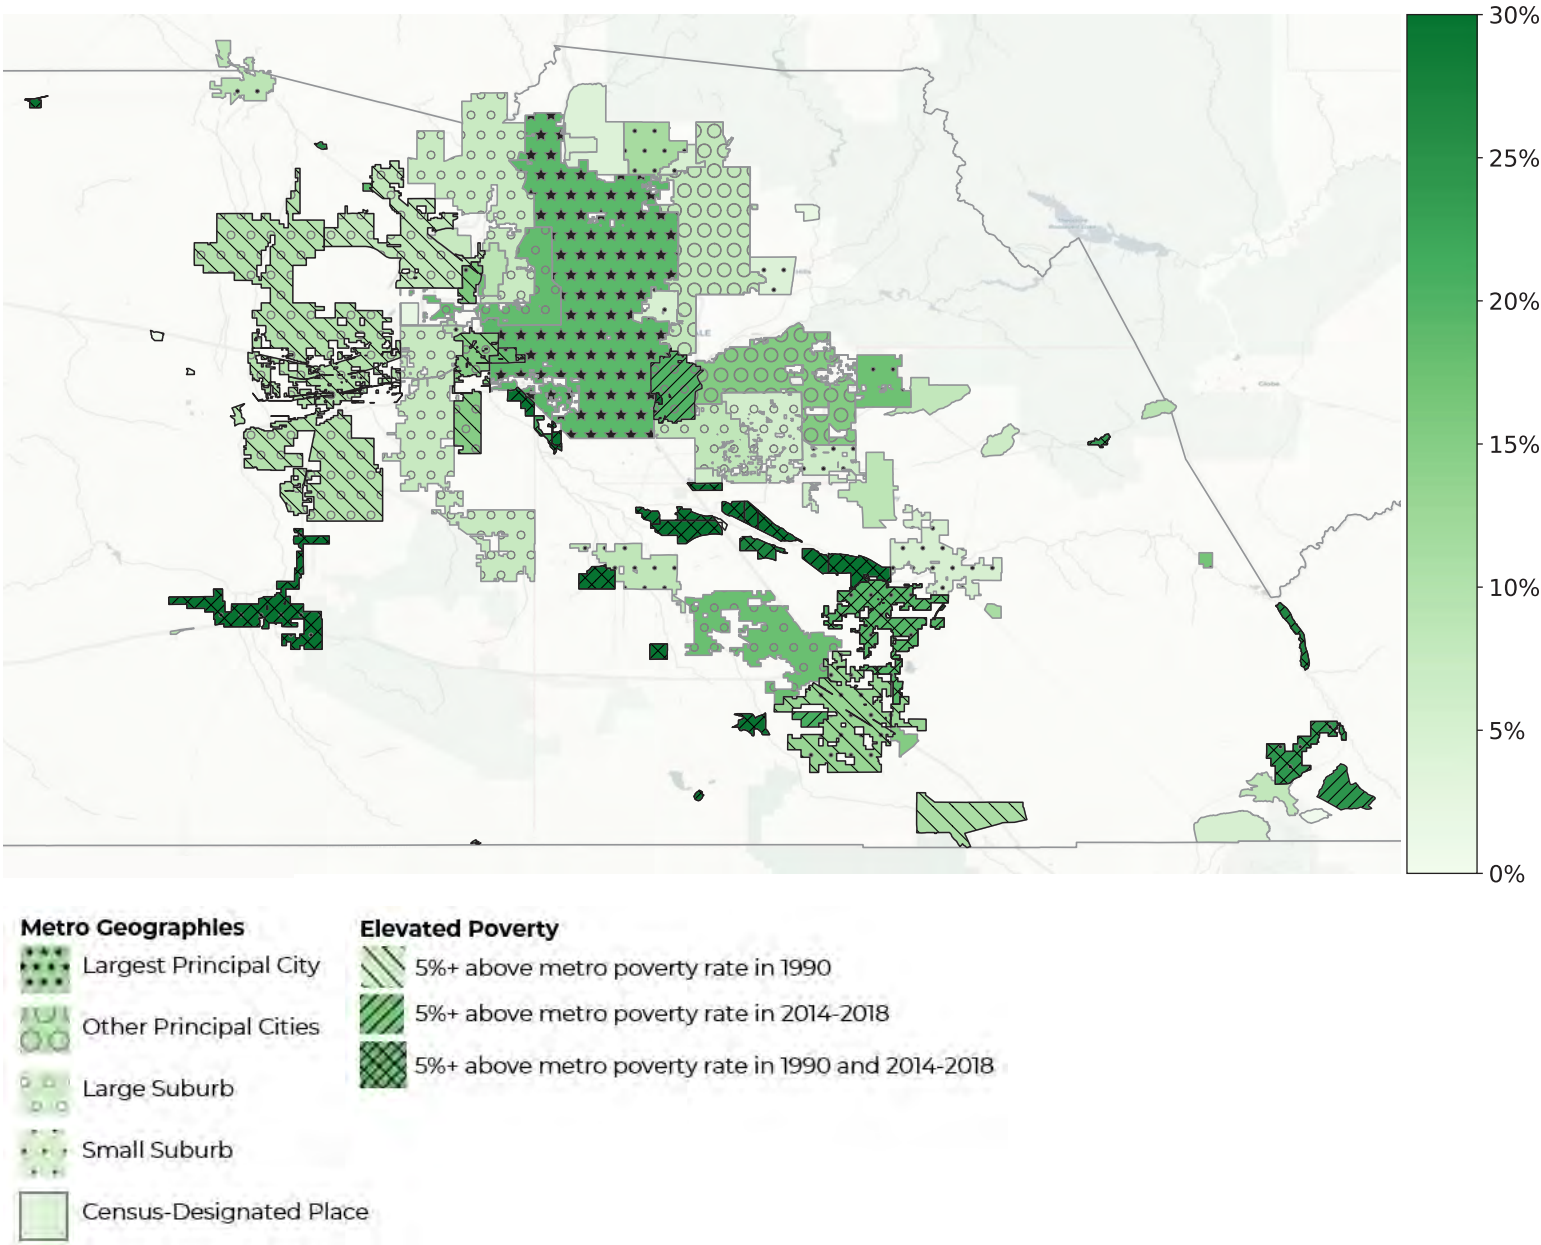 30%
25%
20%
15%
10%
5%
0%
Globe
Metro Geographies
Largest Principal City
Other Principal Cities
Large Suburb
Small Suburb
Census-Designated Place
Elevated Poverty
5%+ above metro poverty rate in 1990
5%+ above metro poverty rate in 2014-2018
5%+ above metro poverty rate in 1990 and 2014-2018